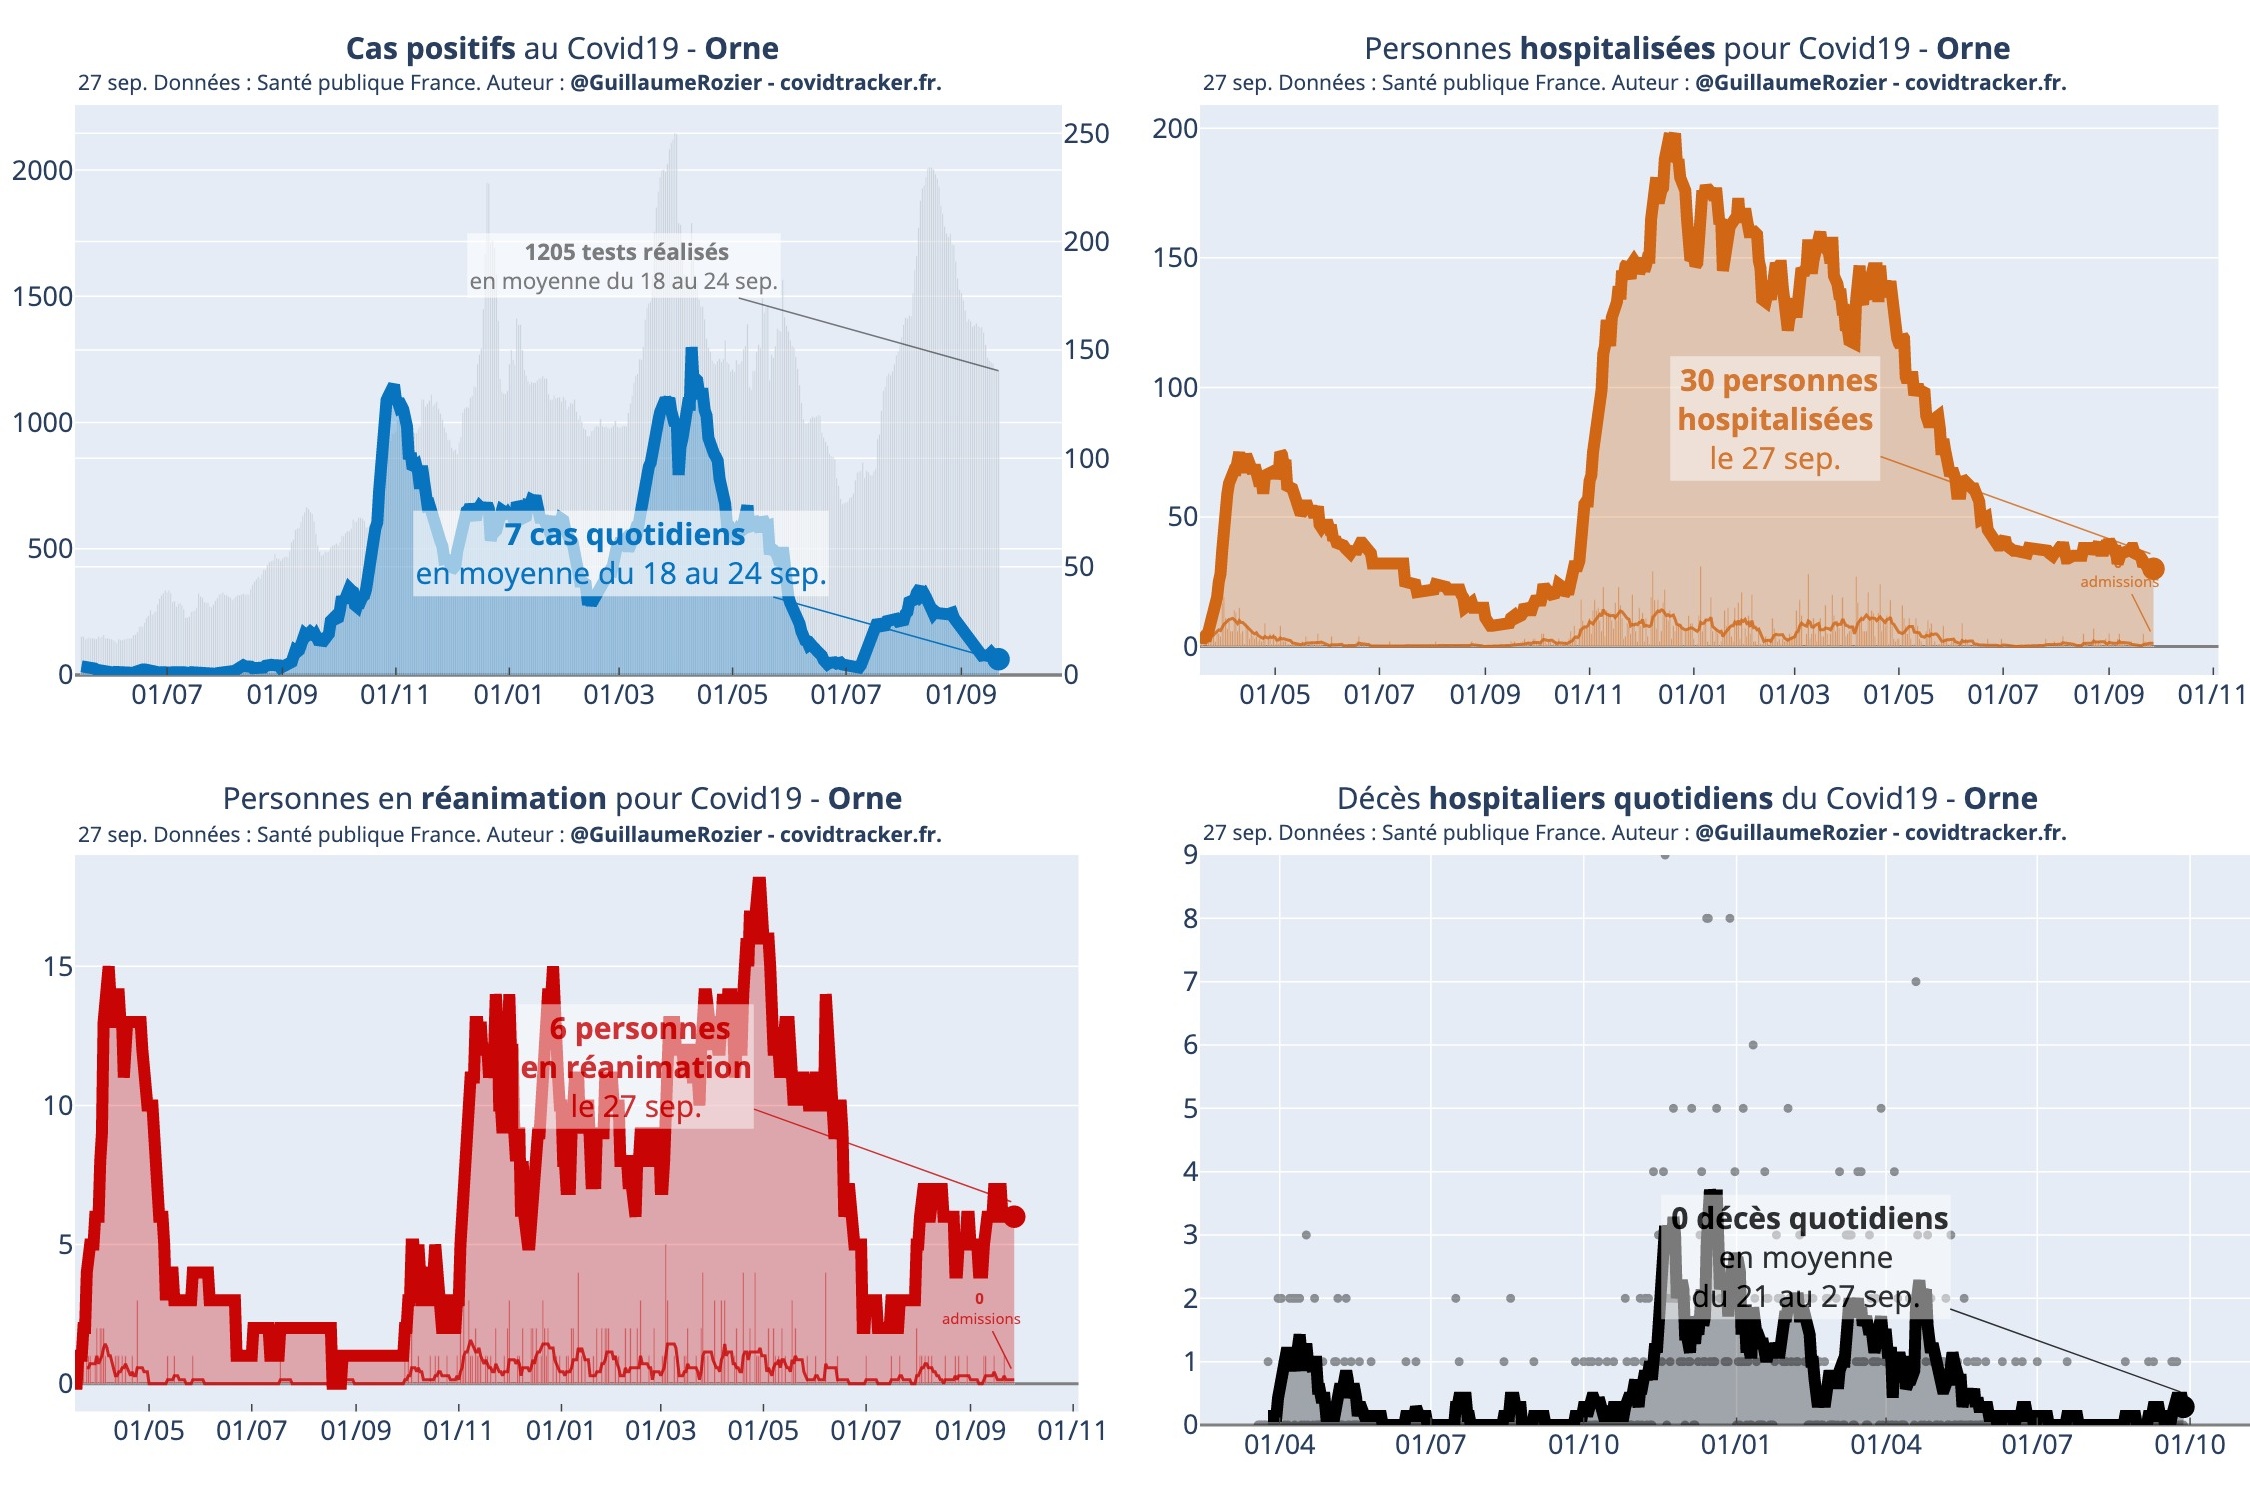 Cas positifs au Covid19 - Orne
27 sep. Données : Santé publique France. Auteur : @GuillaumeRozier - covidtracker.fr.
2000
1500
1000
500
0
250
200
150
100
50
0
1205 tests réalisés
en moyenne du 18 au 24 sep.
7 cas quotidiens
en moyenne du 18 au 24 sep.
01/07 01/09 01/11 01/01 01/03 01/05 01/07 01/09
Personnes hospitalisées pour Covid19 - Orne
27 sep. Données : Santé publique France. Auteur : @GuillaumeRozier - covidtracker.fr.
200
150
100
50
0
30 personnes
hospitalisées
le 27 sep.
admissions
01/05 01/07 01/09 01/11 01/01 01/03 01/05 01/07 01/09 01/11
Personnes en réanimation pour Covid19 - Orne
27 sep. Données : Santé publique France. Auteur : @GuillaumeRozier - covidtracker.fr.
15
10
5
0
6 personnes
en réanimation
le 27 sep.
0
admissions
01/05 01/07 01/09 01/11 01/01 01/03 01/05 01/07 01/09 01/11
Décès hospitaliers quotidiens du Covid19 - Orne
27 sep. Données : Santé publique France. Auteur : @GuillaumeRozier - covidtracker.fr.
9
8
7
6
5
4
3
2
1
0
0 décès quotidiens
en moyenne
du 21 au 27 sep.
01/04 01/07 01/10 01/01 01/04 01/07 01/10